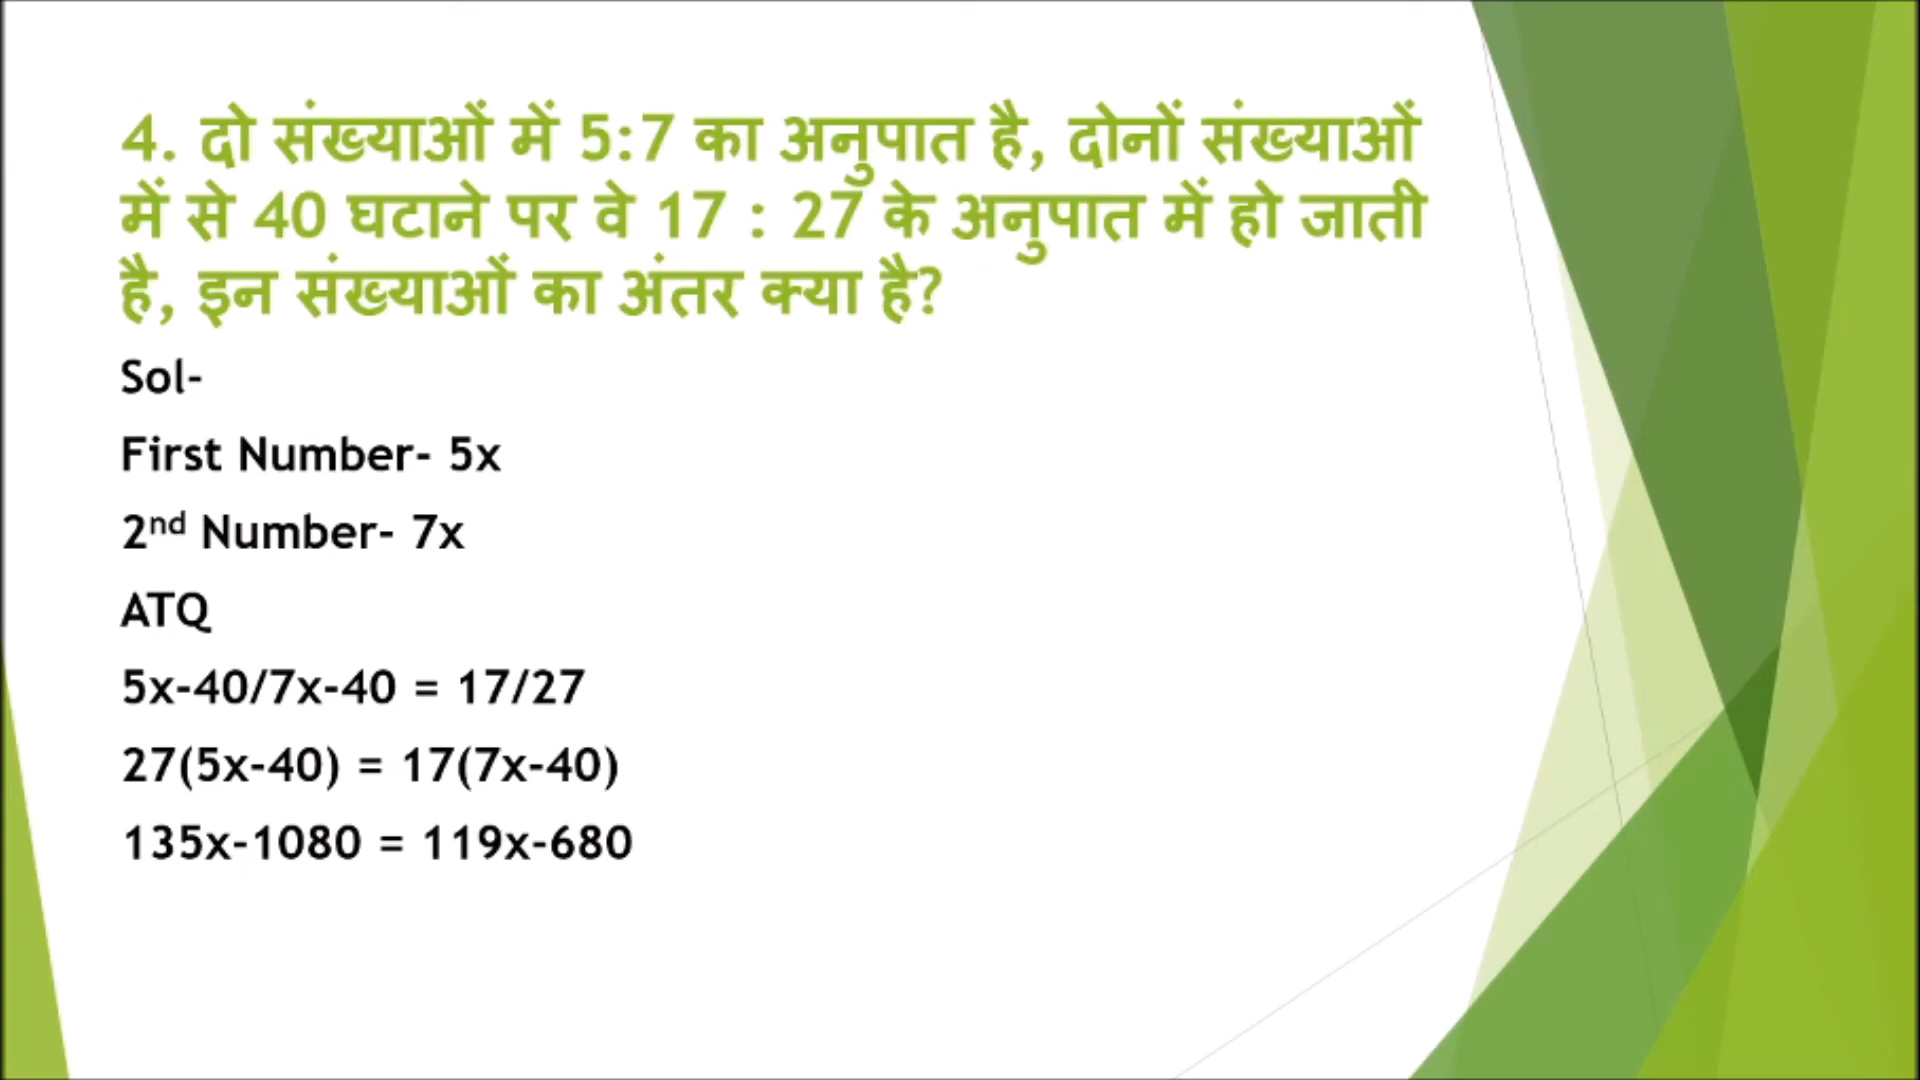 4. दो संख्याओं में 5:7 का अनुपात है, दोनों संख्याओं
में से 40 घटाने पर वे 17 : 27 के अनुपात में हो जाती
है, इन संख्याओं का अंतर क्या है?
Sol-
First Number- 5x
2nd Number- 7x
ATQ
5x-40/7x-40 = 17/27
27(5x-40) = 17(7x-40)
135x-1080 = 119x-680